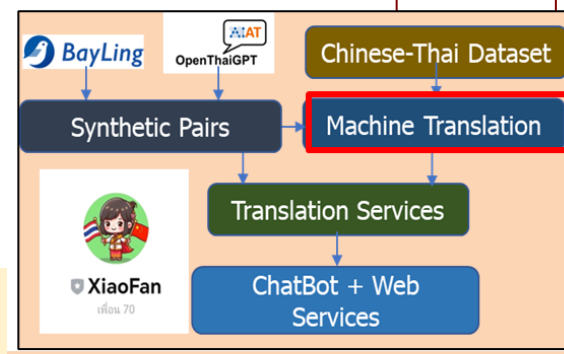 BayLing
AIAT
OpenThaiGPT
Chinese-Thai Dataset
Synthetic Pairs
Machine Translation
Translation Services
XiaoFan
เพื่อน 70
ChatBot + Web
Services